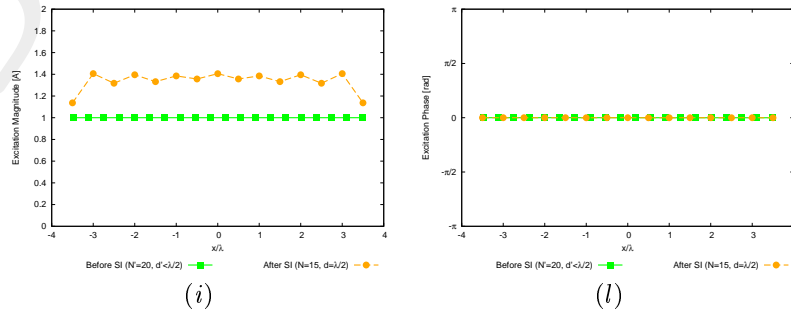 2
1.8
1.6
1.4
1.2
1
0.8
0.6
0.4
0.2
0
Excitation Magnitude [A]
-4 -3 -2 -1 0 1 2 3 4
x/λ
Before SI (N'=20, d'<λ/2) After SI (N=15, d=λ/2)
(i)
π
π/2
0
-π/2
-π
Excitation Phase [rad]
-4 -3 -2 -1 0 1 2 3 4
x/λ
Before SI (N'=20, d'<λ/2) After SI (N=15, d=λ/2)
(l)